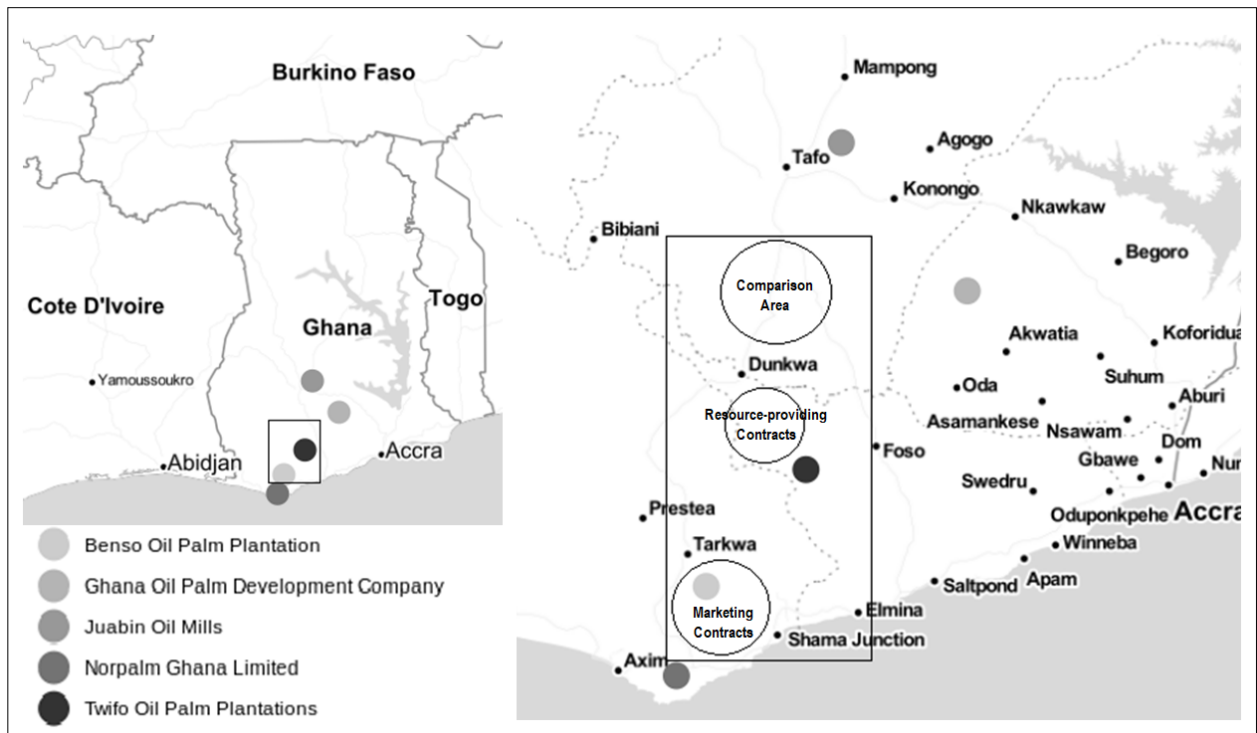 Burkino Faso
Cote D'Ivoire
Togo
Ghana
Yamoussoukro
Abidjan
Accra
Benso Oil Palm Plantation
Ghana Oil Palm Development Company
Juabin Oil Mills
Norpalm Ghana Limited
Twifo Oil Palm Plantations
Mampong
Agogo
Tafo
Konongo
Nkawkaw
Bibiani
Begoro
Comparison
Area
Koforidua
Akwatia
Dunkwa
Suhum
Oda
Aburi
Resource-providing
Contracts
Asamankese
Nsawam
Dom
Foso
Gbawe
Nun
Swedru
Prestea
Oduponkpehe
Accra
Tarkwa
Winneba
Apam
Saltpond
Marketing
Contracts
Elmina
Shama Junction
Axim